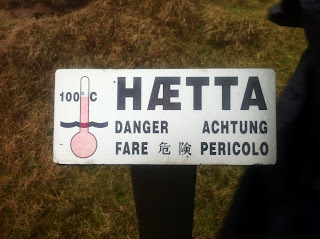 100°C
HÆTTA
DANGER ACHTUNG
FARE 危険 PERICOLO